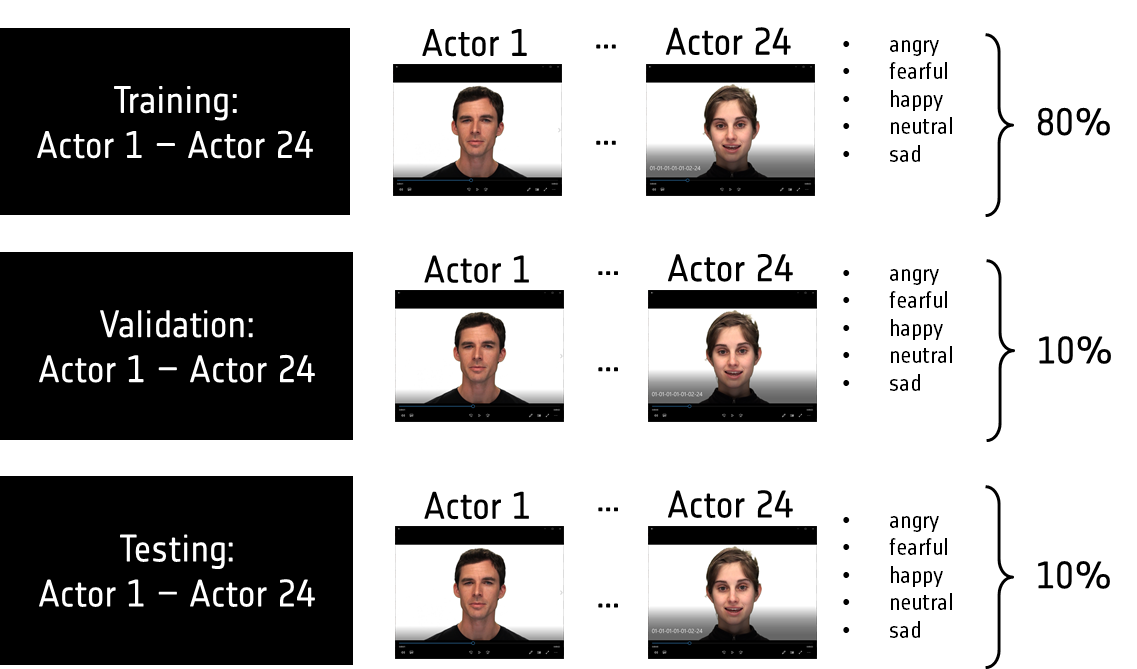 Training:
Actor 1 – Actor 24
Actor 1 ... Actor 24
...
01-01-01-01-01-02-24
• angry
• fearful
• happy
• neutral
• sad
80%
Validation:
Actor 1 – Actor 24
Actor 1 ... Actor 24
...
01-01-01-01-01-02-24
• angry
• fearful
• happy
• neutral
• sad
10%
Testing:
Actor 1 – Actor 24
Actor 1 ... Actor 24
...
01-01-01-01-01-02-24
• angry
• fearful
• happy
• neutral
• sad
10%